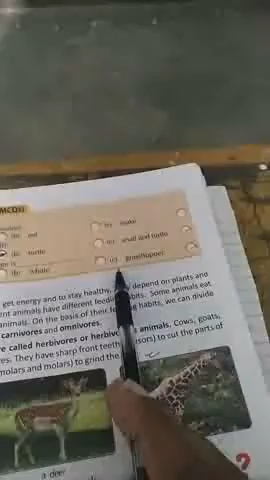 MCQs)
(c) snake
(b)
(c) snail and turtle
(b) turtle
(c) grasshopper
(b) whale
get energy and to stay healthy, depend on plants and
ent animals have different feeding habits. Some animals eat
animals. On the basis of their feeding habits, we can divide
carnivores and omnivores.
re called herbivores or herbivorous animals. Cows, goats,
es. They have sharp front teeth sors) to cut the parts of
molars and molars) to grind the
a deer
?